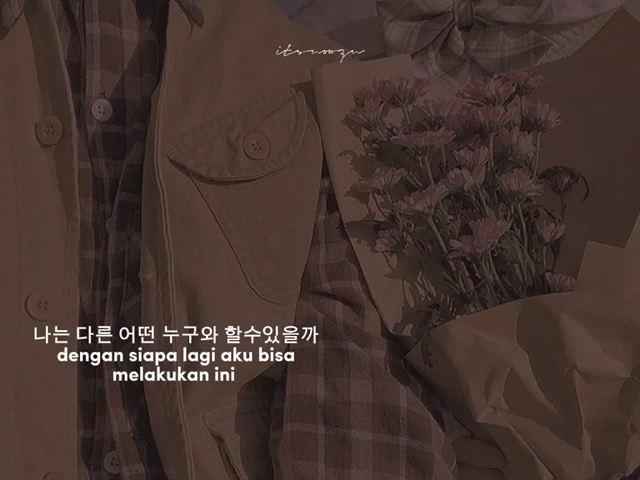 itsnowzu
나는 다른 어떤 누구와 할수있을까
dengan siapa lagi aku bisa
melakukan ini